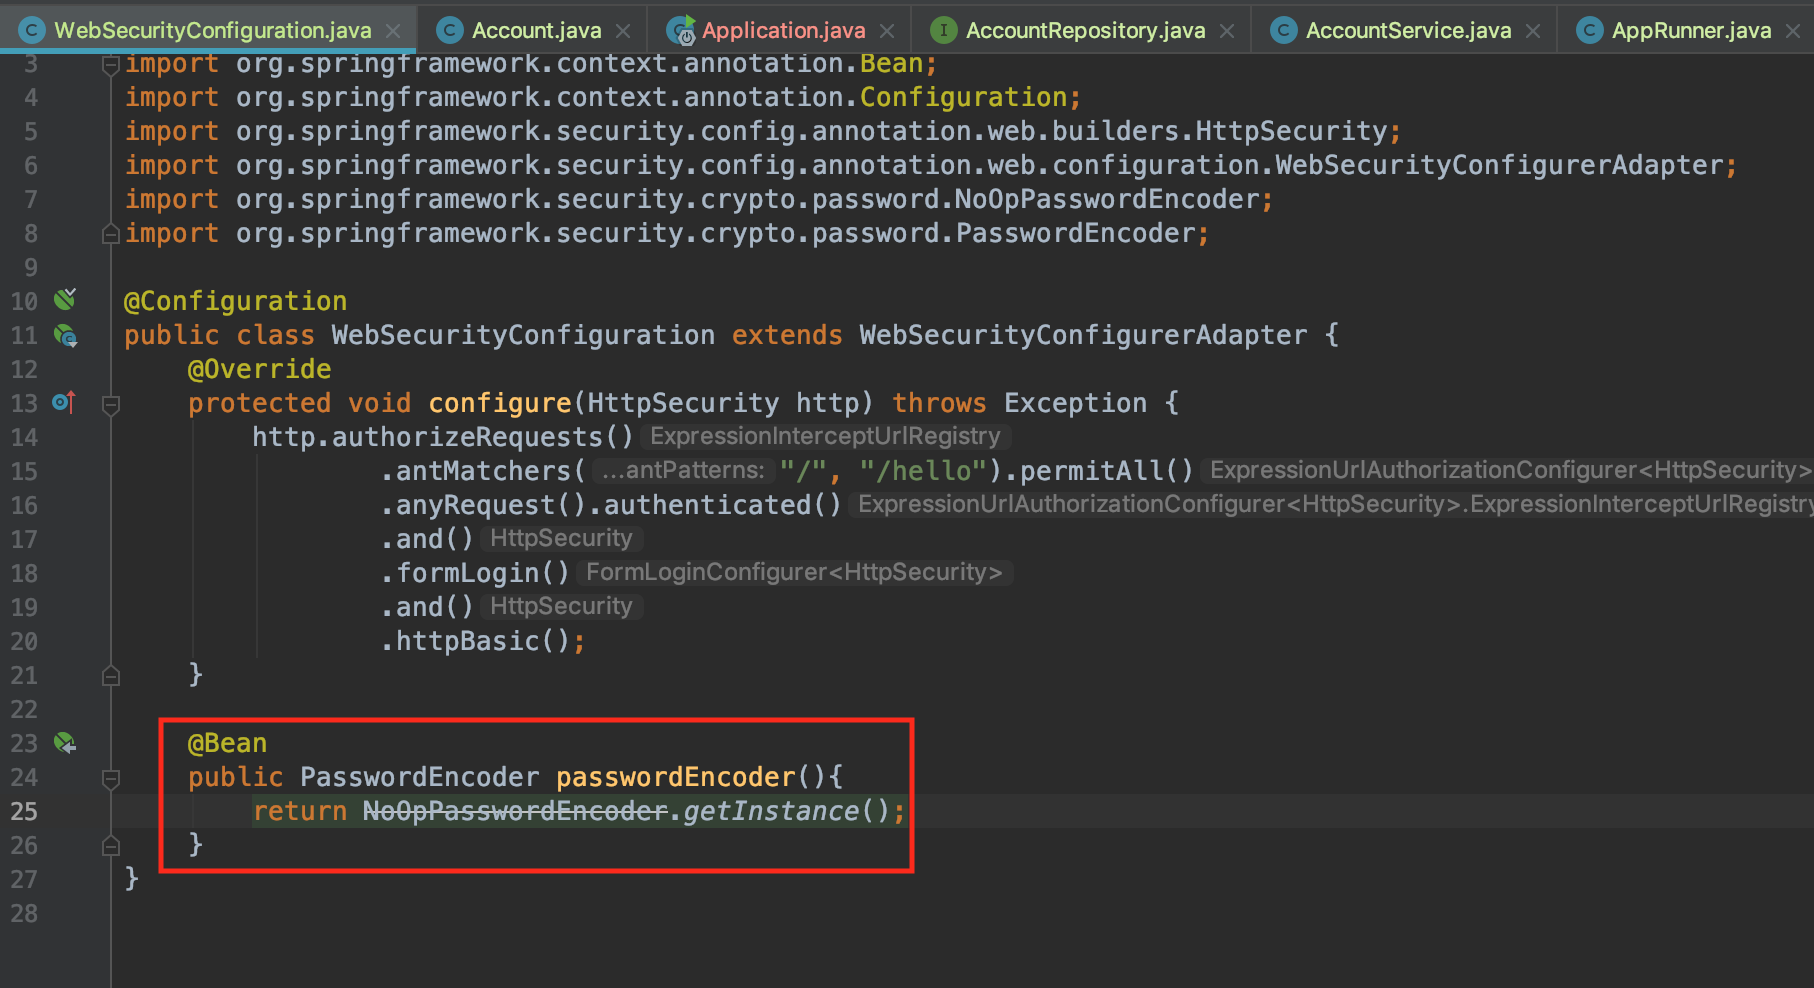 WebSecurityConfiguration.java Account.java Application.java AccountRepository.java AccountService.java AppRunner.java
3 import org.springframework.context.annotation.Bean;
4 import org.springframework.context.annotation.Configuration;
5 import org.springframework.security.config.annotation.web.builders.HttpSecurity;
6 import org.springframework.security.config.annotation.web.configuration.WebSecurityConfigurerAdapter;
7 import org.springframework.security.crypto.password.NoOpPasswordEncoder;
8 import org.springframework.security.crypto.password.PasswordEncoder;
9
10 @Configuration
11 public class WebSecurityConfiguration extends WebSecurityConfigurerAdapter {
12 @Override
13 protected void configure(HttpSecurity http) throws Exception {
14 http.authorizeRequests() ExpressionInterceptUrlRegistry
15 .antMatchers( ...antPatterns: "/", "/hello").permitAll() ExpressionUrlAuthorizationConfigurer<HttpSecurity>
16 .anyRequest().authenticated() ExpressionUrlAuthorizationConfigurer<HttpSecurity>.ExpressionInterceptUrlRegistry
17 .and() HttpSecurity
18 .formLogin() FormLoginConfigurer<HttpSecurity>
19 .and() HttpSecurity
20 .httpBasic();
21 }
22
23 @Bean
24 public PasswordEncoder passwordEncoder(){
25 return NoOpPasswordEncoder.getInstance();
26 }
27 }
28